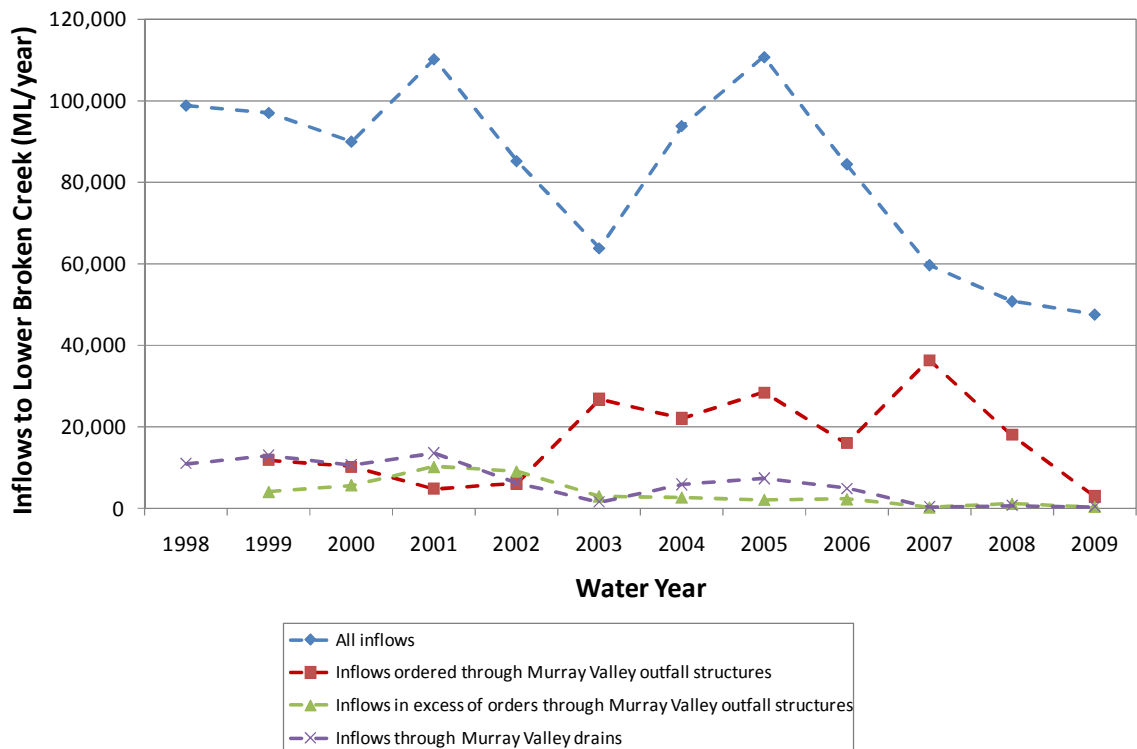 Inflows to Lower Broken Creek (ML/year)
120,000
100,000
80,000
60,000
40,000
20,000
0
1998 1999 2000 2001 2002 2003 2004 2005 2006 2007 2008 2009
Water Year
All inflows
Inflows ordered through Murray Valley outfall structures
Inflows in excess of orders through Murray Valley outfall structures
Inflows through Murray Valley drains